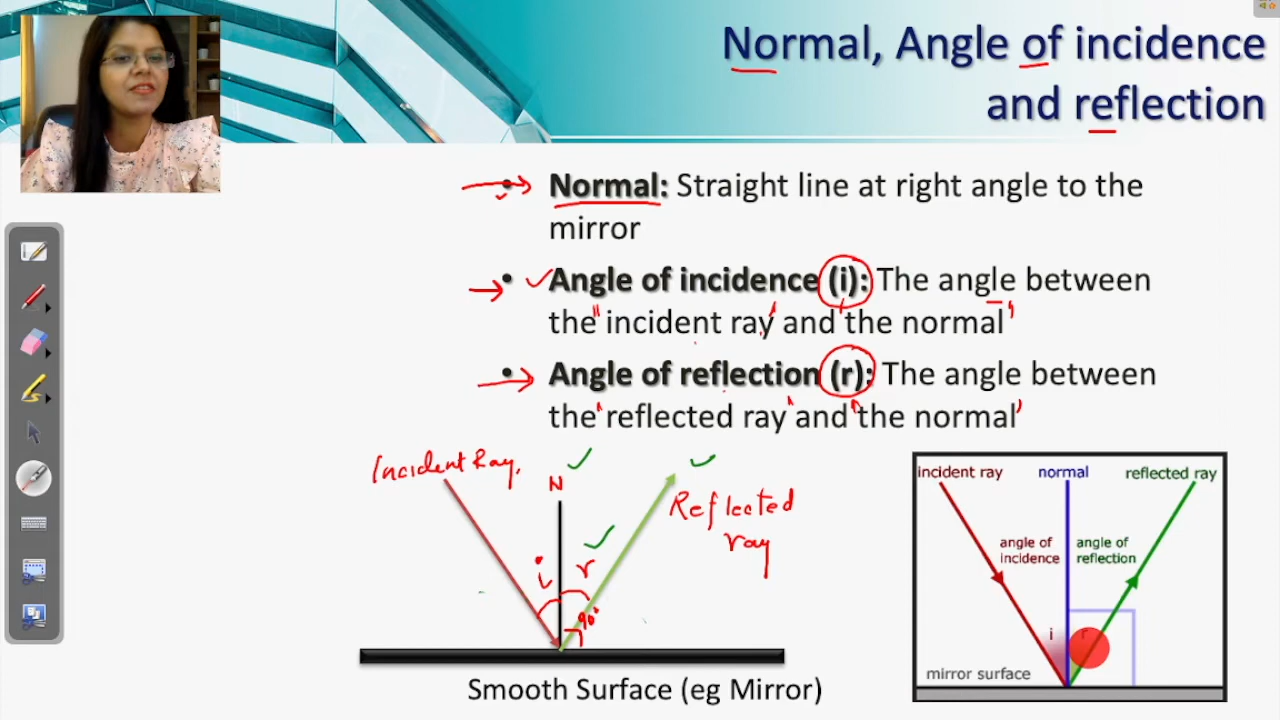 Normal, Angle of incidence
and reflection
• Normal: Straight line at right angle to the
mirror
• Angle of incidence (i): The angle between
the incident ray and the normal
• Angle of reflection (r): The angle between
the reflected ray and the normal
Incident Ray,
N
Reflected
ray
i
r
90°
Smooth Surface (eg Mirror)
incident ray normal reflected ray
angle of
incidence
angle of
reflection
i r
mirror surface